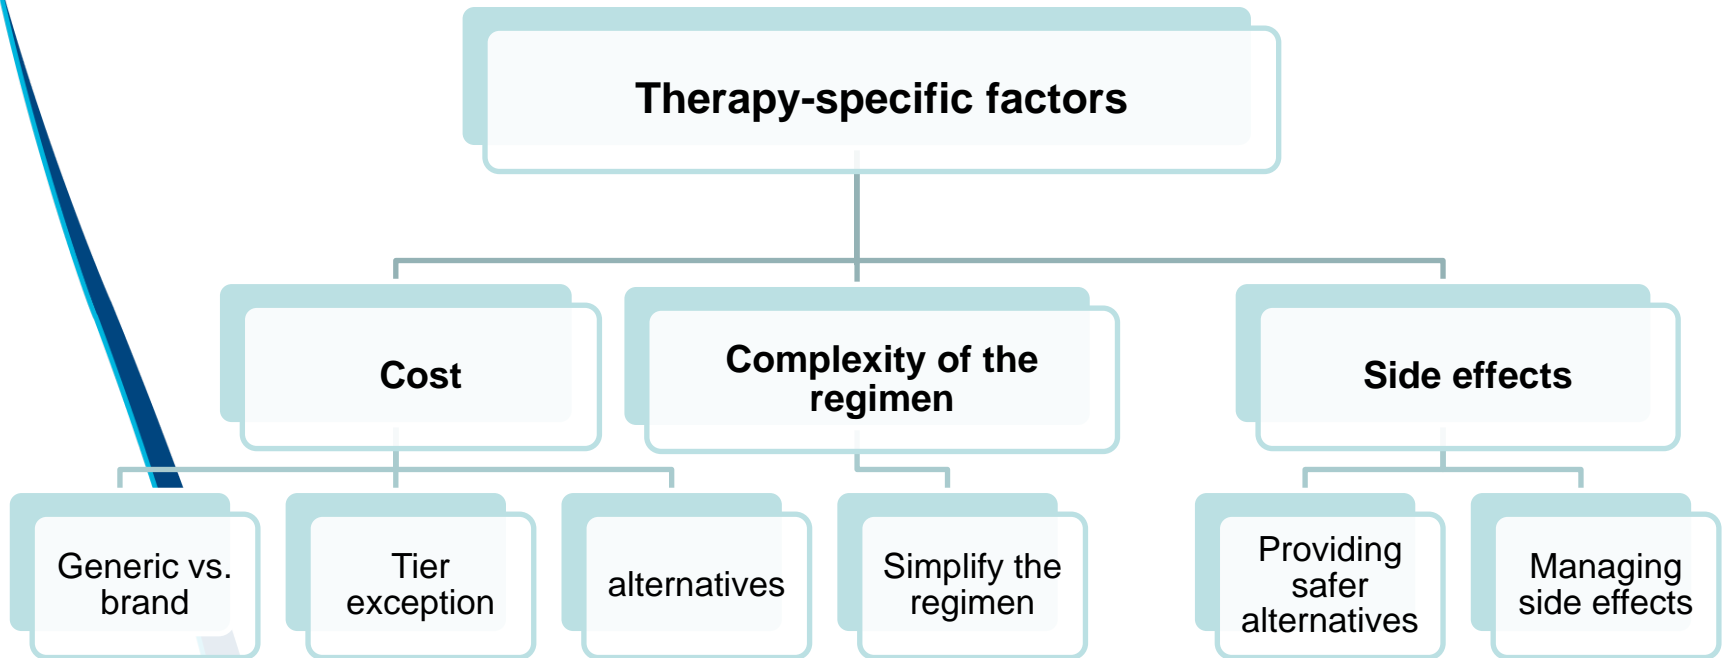 Therapy-specific factors
Cost
Complexity of the
regimen
Side effects
Generic vs.
brand
Tier
exception
alternatives
Simplify the
regimen
Providing
safer
alternatives
Managing
side effects